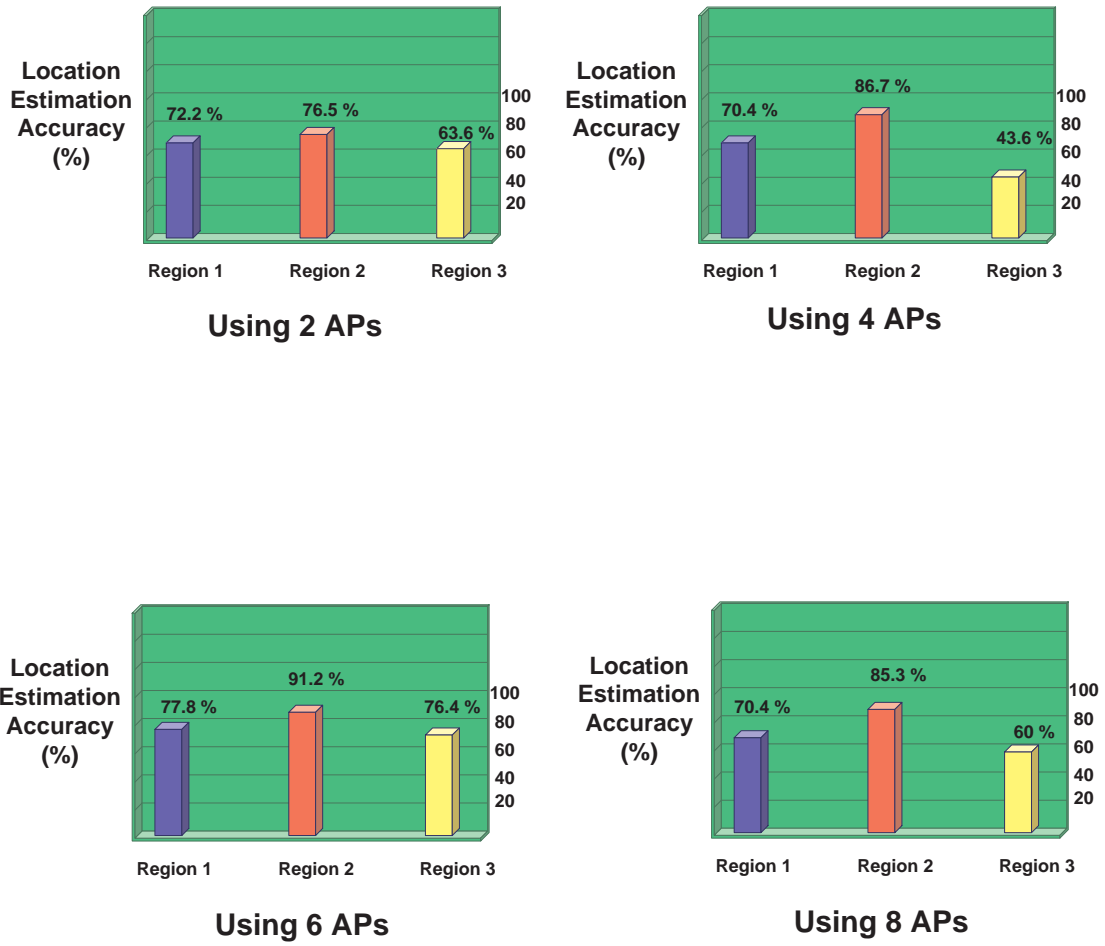 Location
Estimation
Accuracy
(%)
72.2 %
76.5 %
63.6 %
100
80
60
40
20
Region 1
Region 2
Region 3
Using 2 APs
Location
Estimation
Accuracy
(%)
70.4 %
86.7 %
43.6 %
100
80
60
40
20
Region 1
Region 2
Region 3
Using 4 APs
Location
Estimation
Accuracy
(%)
77.8 %
91.2 %
76.4 %
100
80
60
40
20
Region 1
Region 2
Region 3
Using 6 APs
Location
Estimation
Accuracy
(%)
70.4 %
85.3 %
60 %
100
80
60
40
20
Region 1
Region 2
Region 3
Using 8 APs